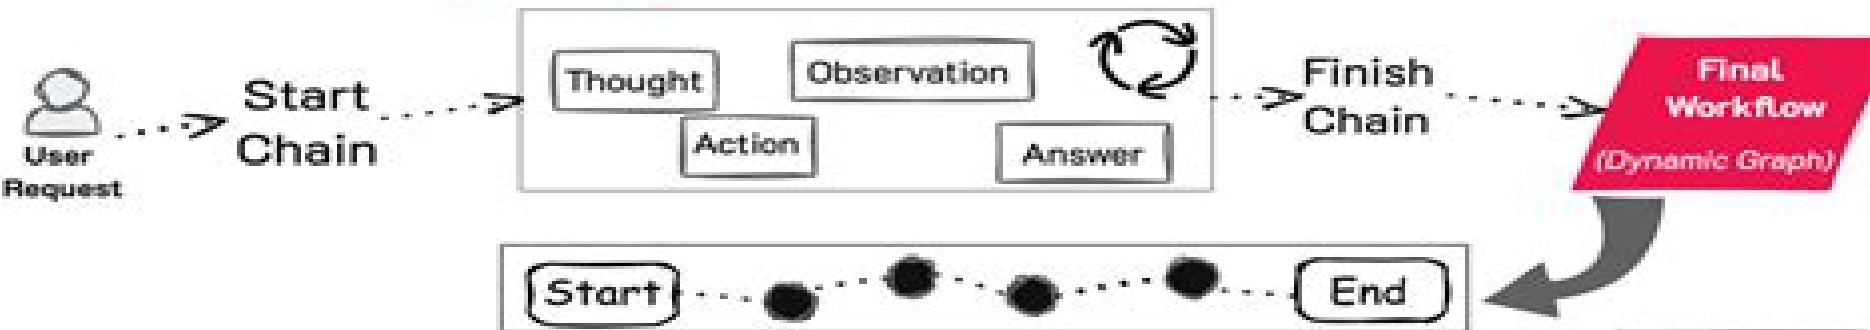 User
Request
Start
Chain
Thought
Observation
Action
Answer
Finish
Chain
Final
Workflow
(Dynamic Graph)
Start
End